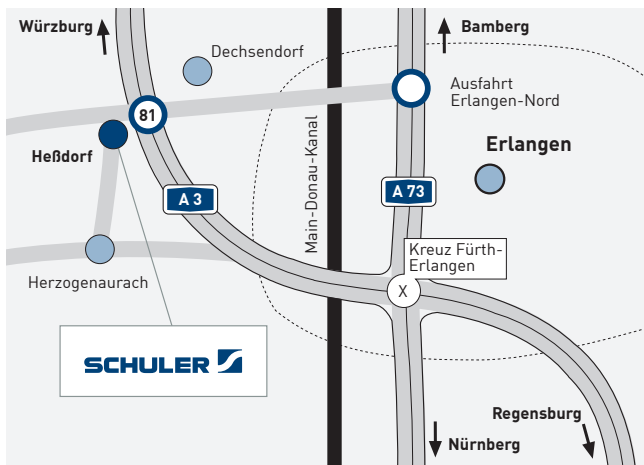 Würzburg
Bamberg
Dechsendorf
Ausfahrt
Erlangen-Nord
81
Heßdorf
Erlangen
A 3
A 73
Main-Donau-Kanal
Kreuz Fürth-
Erlangen
X
Herzogenaurach
SCHULER
Regensburg
Nürnberg